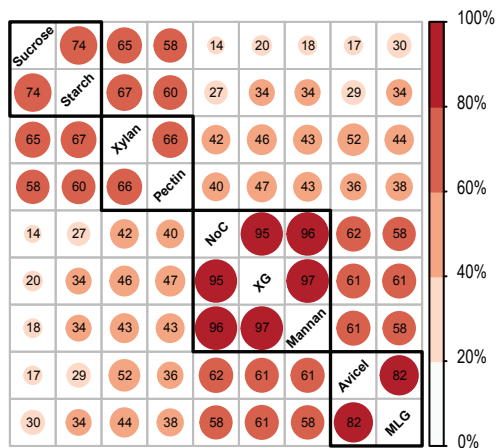 Sucrose 74 65 58 14 20 18 17 30
74 Starch 67 60 27 34 34 29 34
65 67 Xylan 66 42 46 43 52 44
58 60 66 Pectin 40 47 43 36 38
14 27 42 40 NoC 95 96 62 58
20 34 46 47 95 XG 97 61 61
18 34 43 43 96 97 Mannan 61 58
17 29 52 36 62 61 61 Avicel 82
30 34 44 38 58 61 58 82 MLG
100%
80%
60%
40%
20%
0%